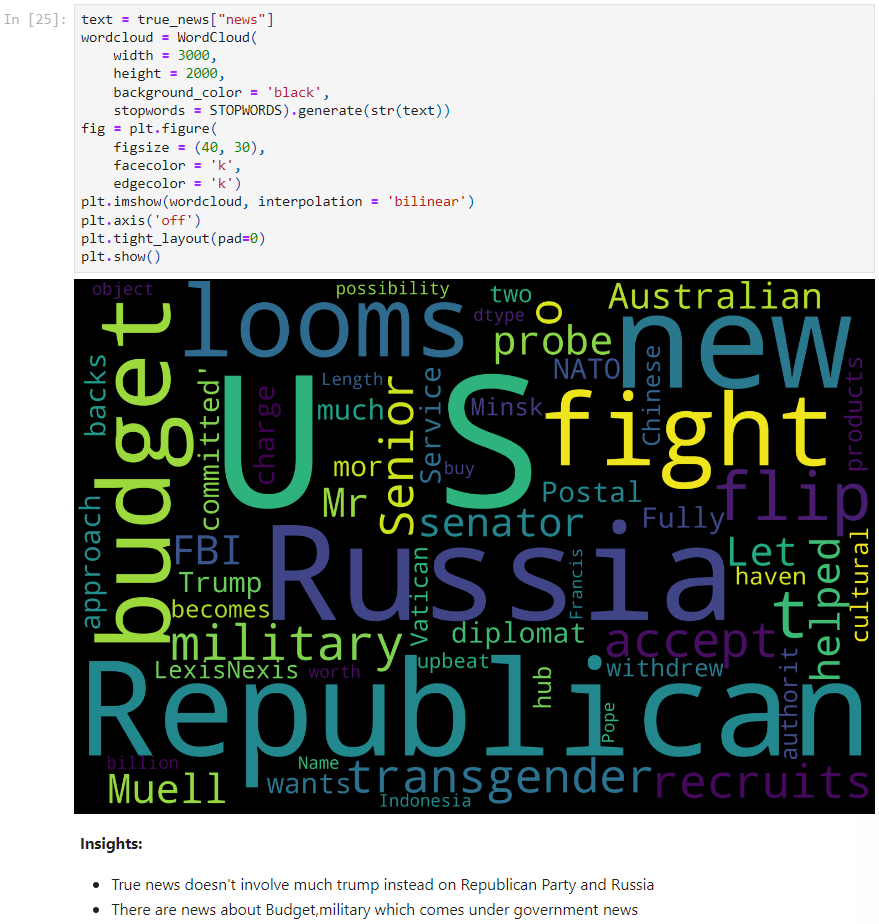 In [25]:
text = true_news["news"]
wordcloud = WordCloud(
    width = 3000,
    height = 2000,
    background_color = 'black',
    stopwords = STOPWORDS).generate(str(text))
fig = plt.figure(
    figsize = (40, 30),
    facecolor = 'k',
    edgecolor = 'k')
plt.imshow(wordcloud, interpolation = 'bilinear')
plt.axis('off')
plt.tight_layout(pad=0)
plt.show()
object
possibility
two
Australian
looms
dtype
o
new
budget
probe
NATO
backs
committed'
Length
Chinese
products
US
charge
much
Senior
Service
Minsk
fight
mor
buy
flip
Mr
Postal
approach
senator
Fully
FBI
Russia
Let
helped
cultural
Trump
Vatican
Francis
haven
becomes
t
military
diplomat
accept
LexisNexis
worth
upbeat
hub
withdrew
authorit
Republican
Pope
billion
Name
Muell
wants
transgender
recruits
Indonesia
Insights:
True news doesn't involve much trump instead on Republican Party and Russia
There are news about Budget,military which comes under government news